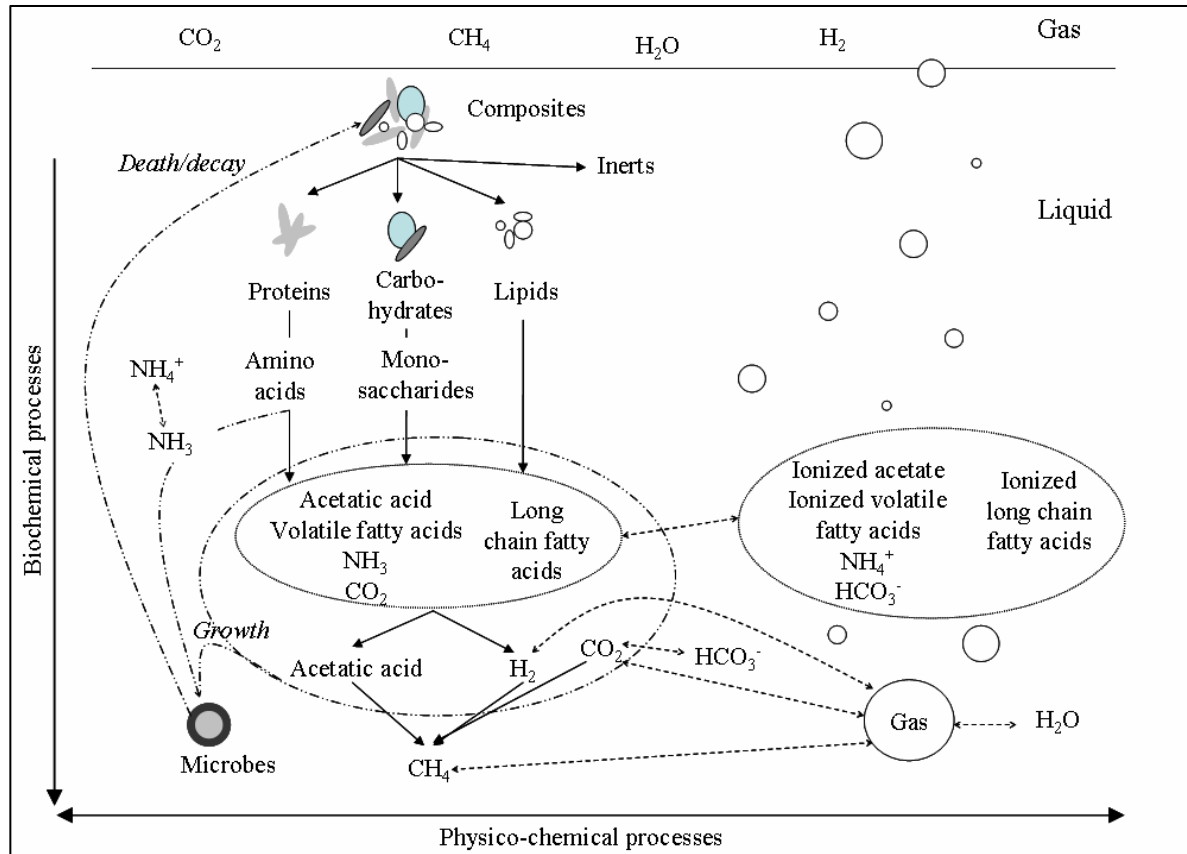 CO₂
CH₄
H₂O
H₂
Gas
Composites
Death/decay
Inerts
Liquid
Proteins
Carbo-
hydrates
Lipids
Amino
acids
Mono-
saccharides
NH₄⁺
NH₃
Biochemical processes
Acetatic acid
Volatile fatty acids
NH₃
CO₂
Long
chain fatty
acids
Ionized acetate
Ionized volatile
fatty acids
NH₄⁺
HCO₃⁻
Ionized
long chain
fatty acids
Growth
Acetatic acid
H₂
CO₂
HCO₃⁻
Gas
H₂O
Microbes
CH₄
Physico-chemical processes